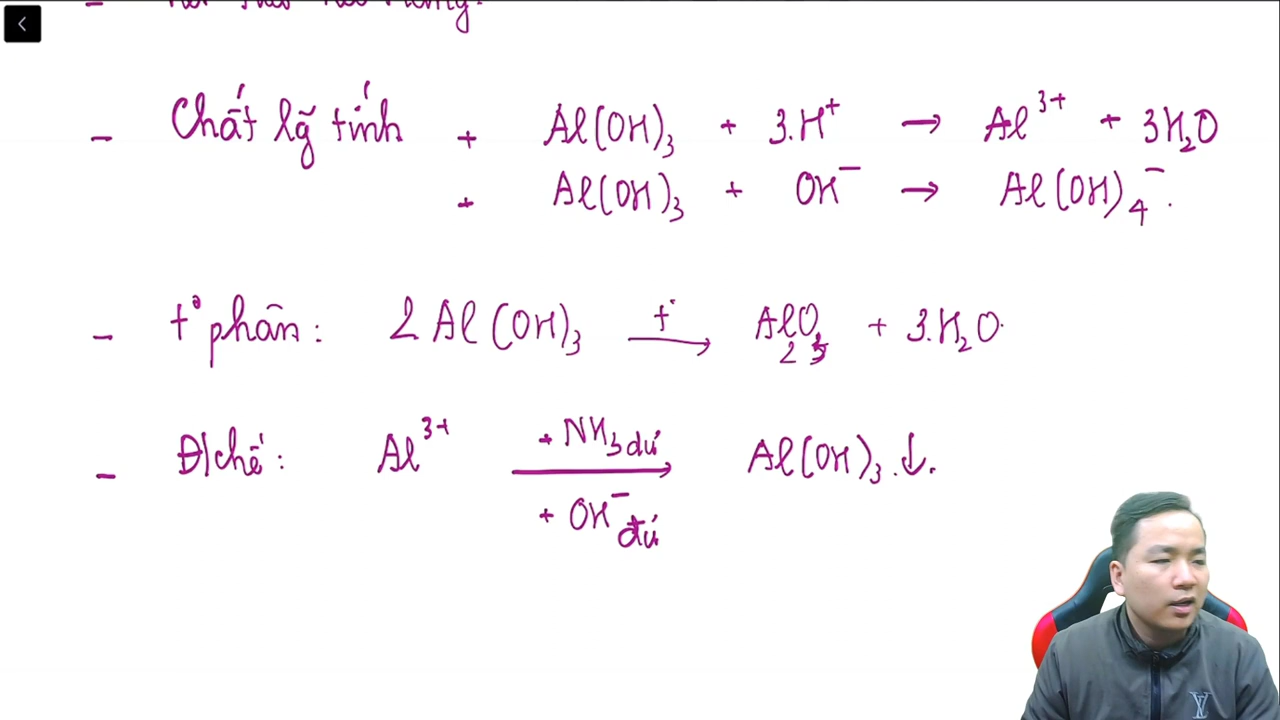 - Chất lg̃ tính + Al(OH)₃ + 3.H⁺ → Al³⁺ + 3H₂O
+ Al(OH)₃ + OH⁻ → Al(OH)₄⁻.
- t° phân: 2Al(OH)₃ t° → Al₂O₃ + 3.H₂O
- Đ/chế: Al³⁺ + NH₃ dư → Al(OH)₃.↓.
+ OH⁻ đủ